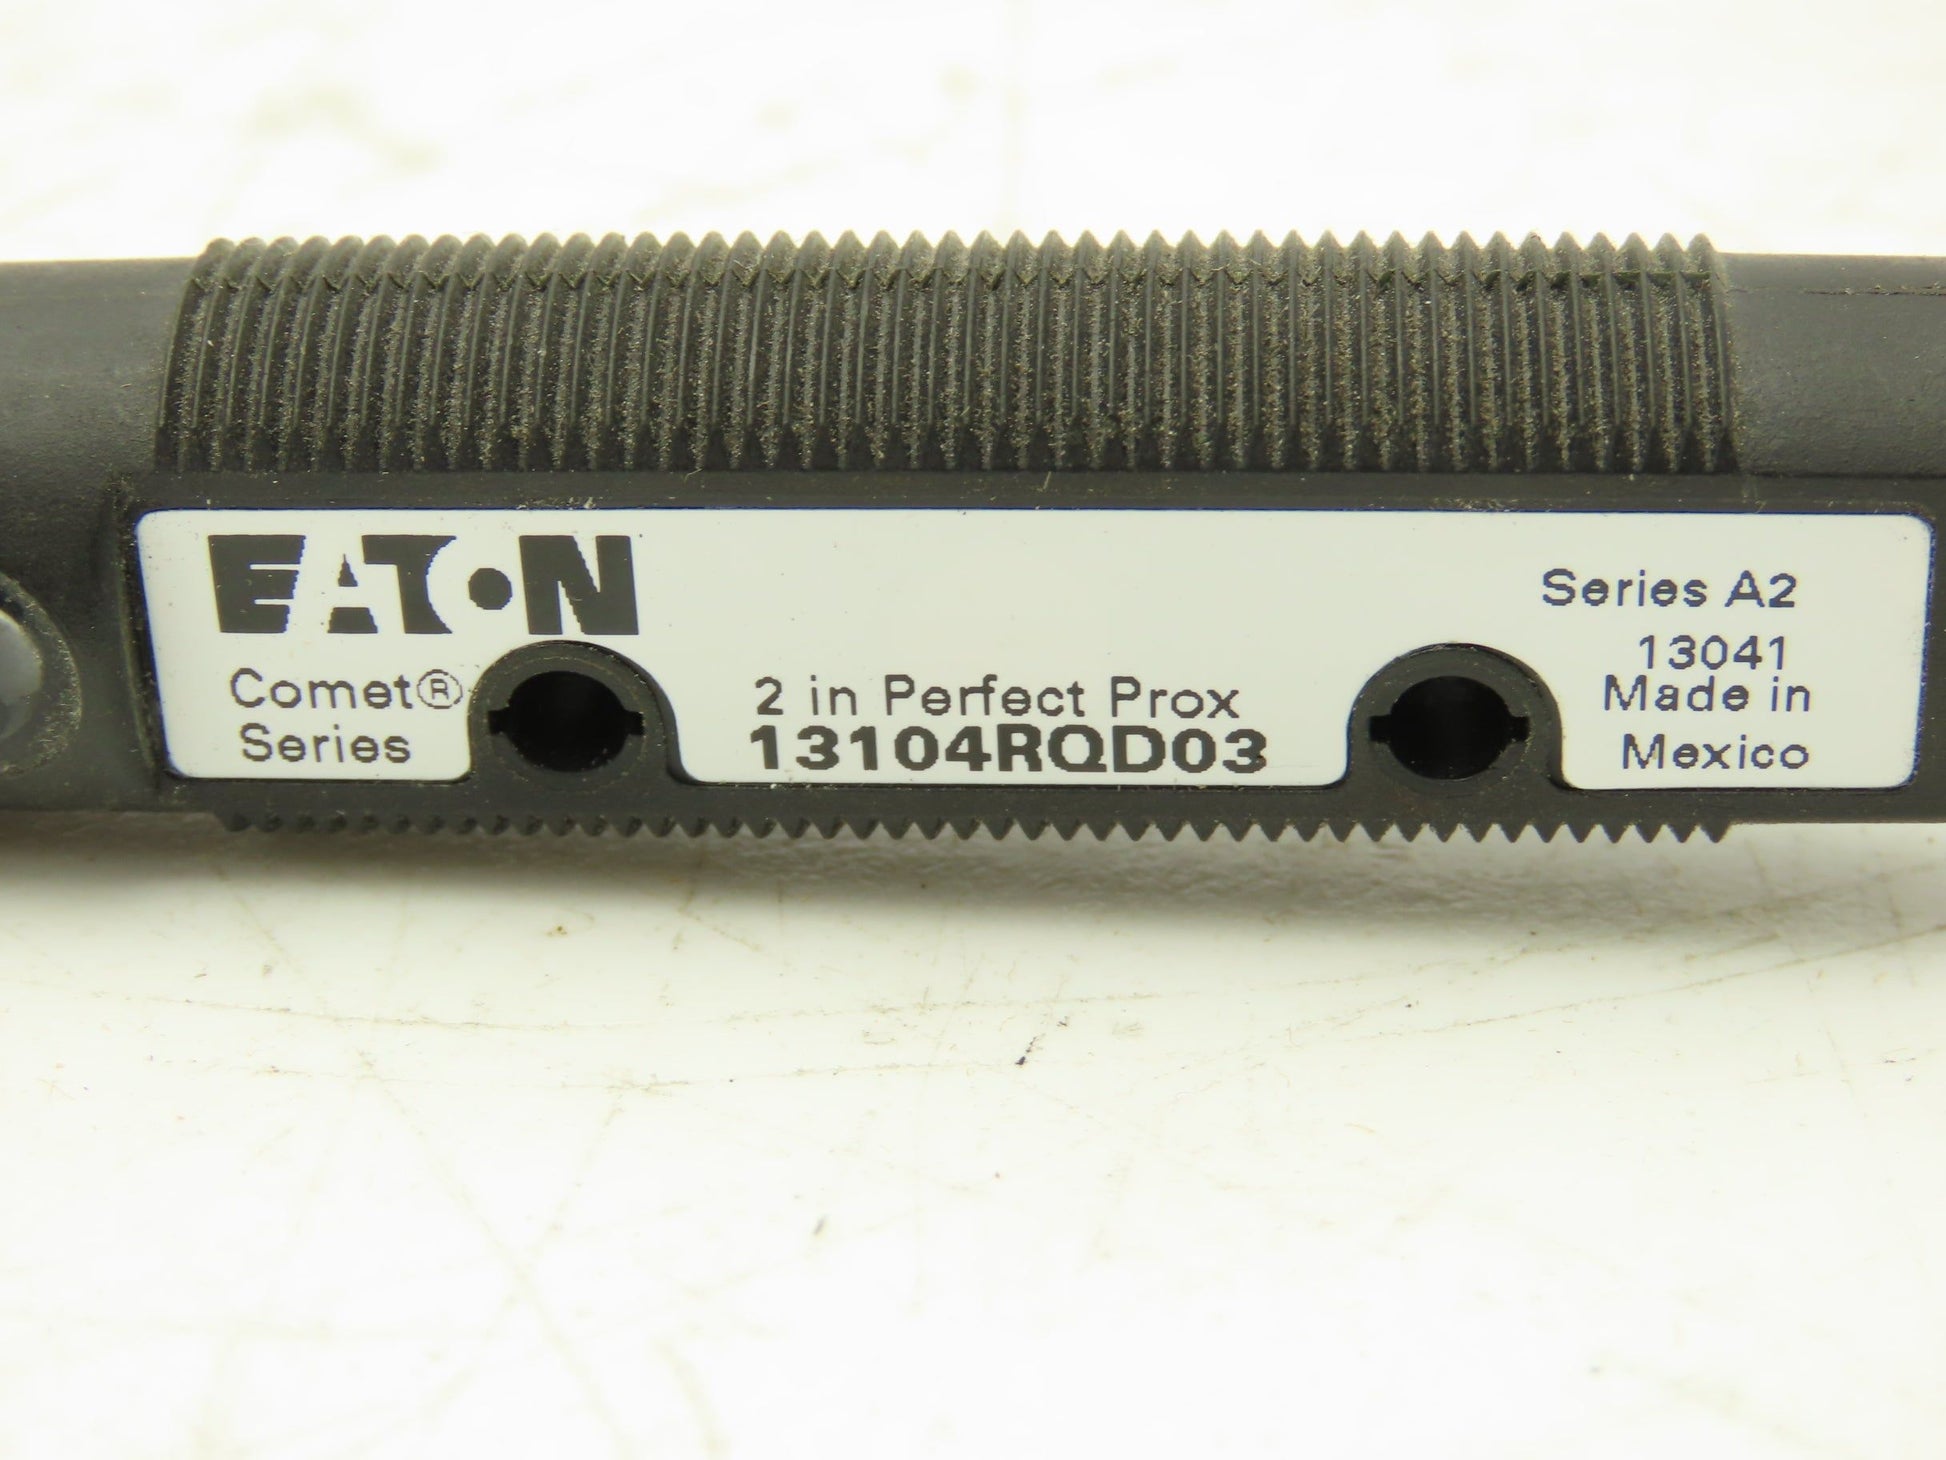 EATON
Comet®
Series
2 in Perfect Prox
13104RQD03
Series A2
13041
Made in
Mexico